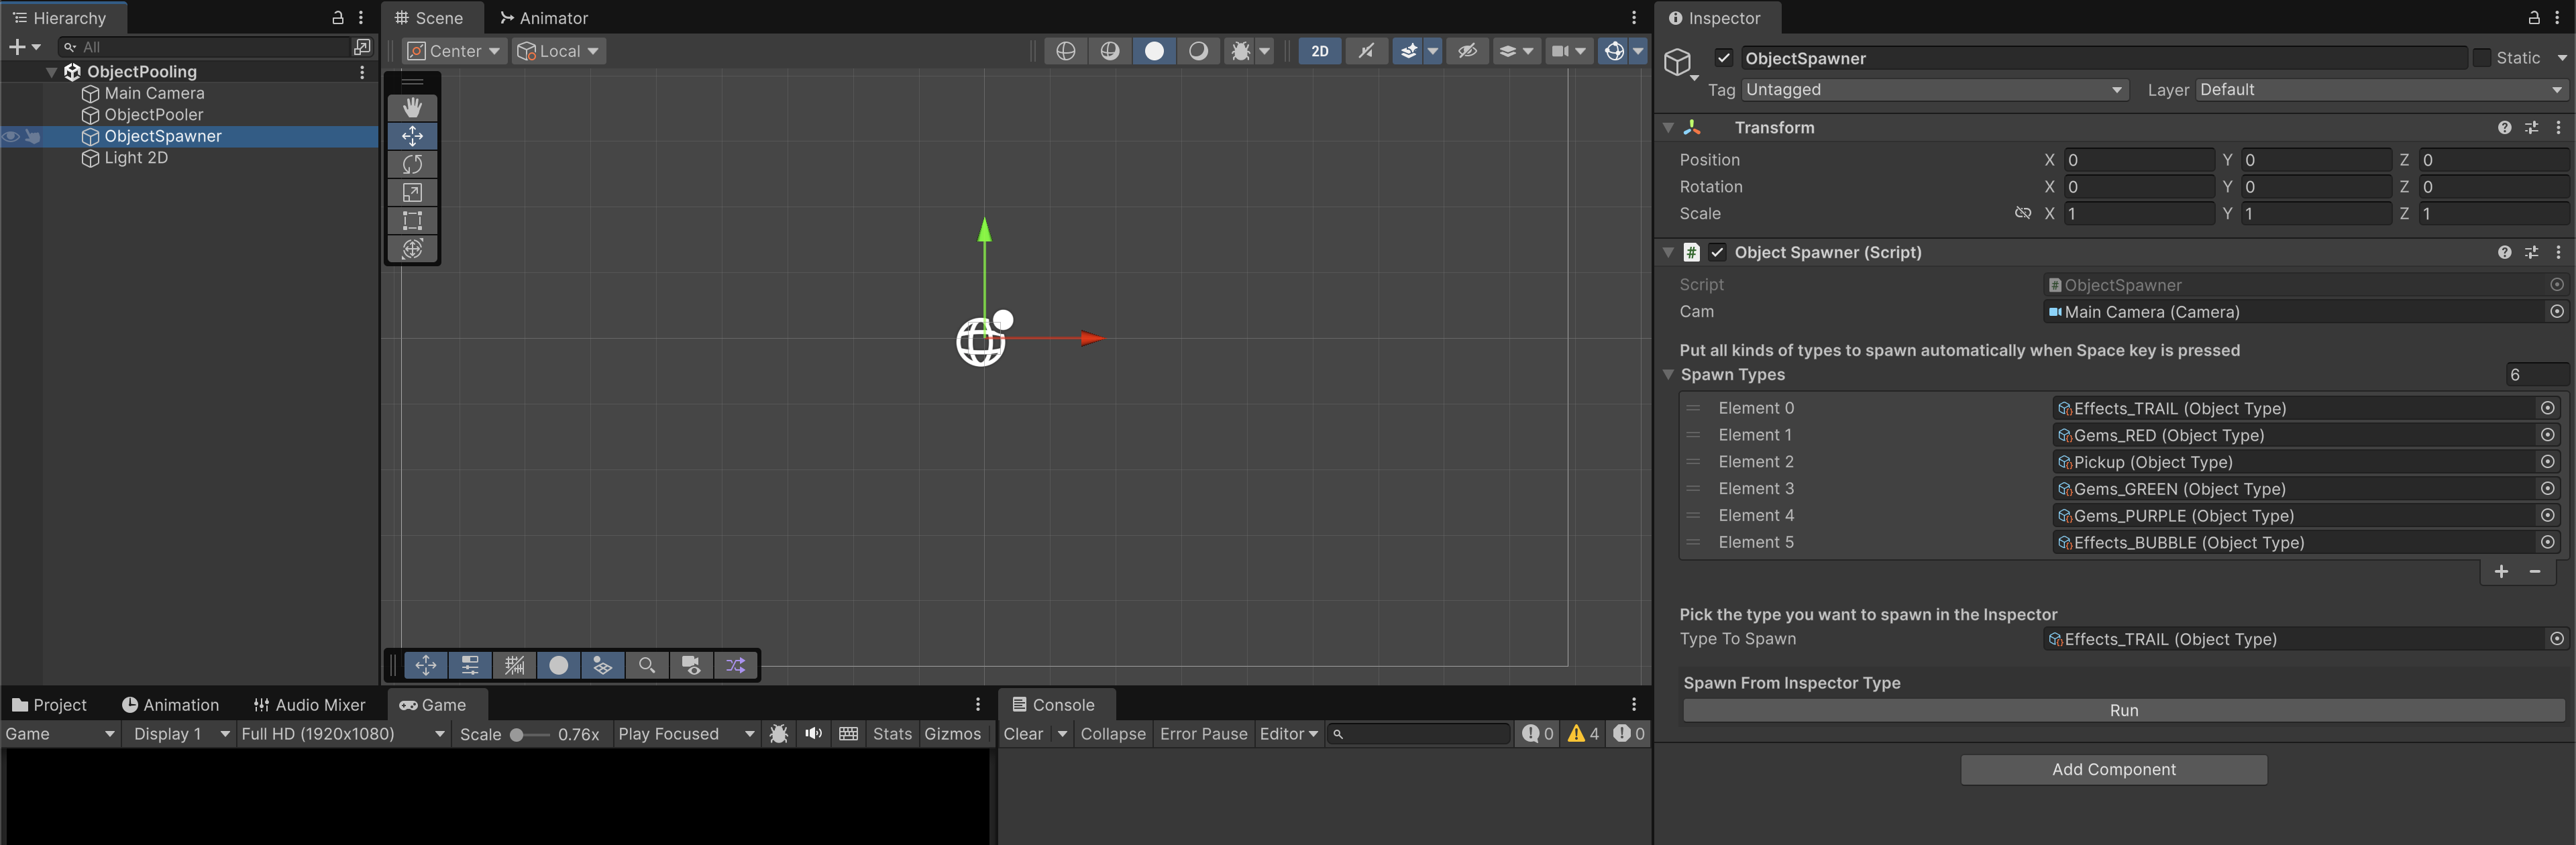 Hierarchy
All
ObjectPooling
Main Camera
ObjectPooler
ObjectSpawner
Light 2D
Scene
Animator
Center
Local
2D
Inspector
ObjectSpawner
Static
Tag
Untagged
Layer
Default
Transform
Position
X 0 Y 0 Z 0
Rotation
X 0 Y 0 Z 0
Scale
X 1 Y 1 Z 1
Object Spawner (Script)
Script
ObjectSpawner
Cam
Main Camera (Camera)
Put all kinds of types to spawn automatically when Space key is pressed
Spawn Types
6
Element 0
Effects_TRAIL (Object Type)
Element 1
Gems_RED (Object Type)
Element 2
Pickup (Object Type)
Element 3
Gems_GREEN (Object Type)
Element 4
Gems_PURPLE (Object Type)
Element 5
Effects_BUBBLE (Object Type)
Pick the type you want to spawn in the Inspector
Type To Spawn
Effects_TRAIL (Object Type)
Spawn From Inspector Type
Run
Add Component
Project
Animation
Audio Mixer
Game
Game
Display 1
Full HD (1920x1080)
Scale
0.76x
Play Focused
Stats
Gizmos
Console
Clear
Collapse
Error Pause
Editor
0
4
0